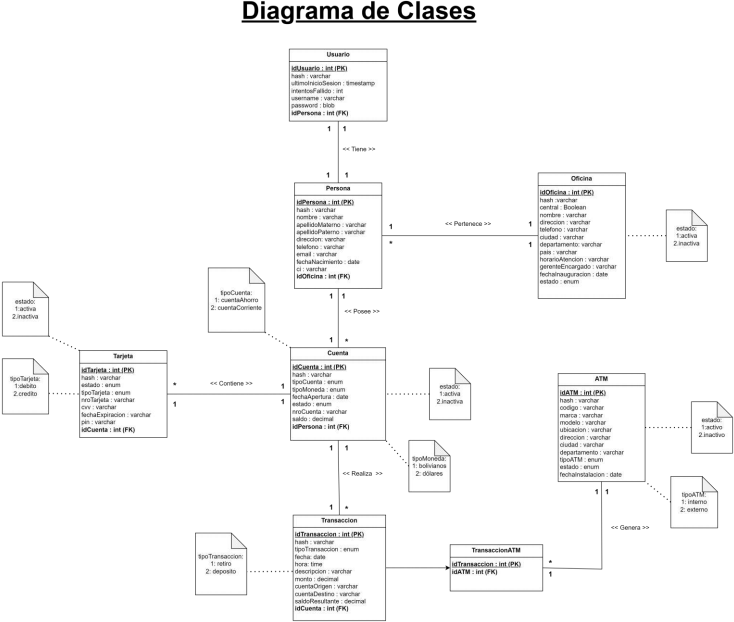 Diagrama de Clases
Usuario
idUsuario : int (PK)
hash : varchar
ultimoInicioSesion : timestamp
intentosFallido : int
username : varchar
password : blob
idPersona : int (FK)
1
1
<< Tiene >>
1
1
Persona
idPersona : int (PK)
hash : varchar
nombre : varchar
apellidoMaterno : varchar
apellidoPaterno : varchar
direccion : varchar
telefono : varchar
email : varchar
fechaNacimiento : date
ci : varchar
idOficina : int (FK)
1
*
<< Pertenece >>
1
1
Oficina
idOficina : int (PK)
hash :varchar
central : Boolean
nombre : varchar
direccion : varchar
telefono : varchar
ciudad : varchar
departamento: varchar
pais : varchar
horarioAtencion : varchar
gerenteEncargado : varchar
fechaInauguracion : date
estado : enum
estado:
1:activa
2.inactiva
1
1
<< Posee >>
1
*
tipoCuenta:
1: cuentaAhorro
2: cuentaCorriente
estado:
1:activa
2.inactiva
tipoTarjeta:
1:debito
2.credito
Tarjeta
idTarjeta : int (PK)
hash : varchar
estado : enum
tipoTarjeta : enum
nroTarjeta : varchar
cvv : varchar
fechaExpiracion : varchar
pin : varchar
idCuenta : int (FK)
*
1
<< Contiene >>
1
1
Cuenta
idCuenta : int (PK)
hash : varchar
tipoCuenta : enum
tipoMoneda : enum
fechaApertura : date
estado : enum
nroCuenta : varchar
saldo : decimal
idPersona : int (FK)
estado:
1:activa
2.inactiva
tipoMoneda:
1: bolivianos
2: dólares
ATM
idATM : int (PK)
hash : varchar
codigo : varchar
marca : varchar
modelo : varchar
ubicacion : varchar
direccion : varchar
ciudad : varchar
departamento : varchar
tipoATM : enum
estado : enum
fechaInstalacion : date
estado:
1:activo
2.inactivo
tipoATM:
1: interno
2: externo
1
1
<< Realiza >>
1
*
Transaccion
idTransaccion : int (PK)
hash : varchar
tipoTransaccion : enum
fecha: date
hora: time
descripcion : varchar
monto : decimal
cuentaOrigen : varchar
cuentaDestino : varchar
saldoResultante : decimal
idCuenta : int (FK)
tipoTransaccion:
1: retiro
2: deposito
TransaccionATM
idTransaccion : int (PK)
idATM : int (FK)
1
1
<< Genera >>
*
1